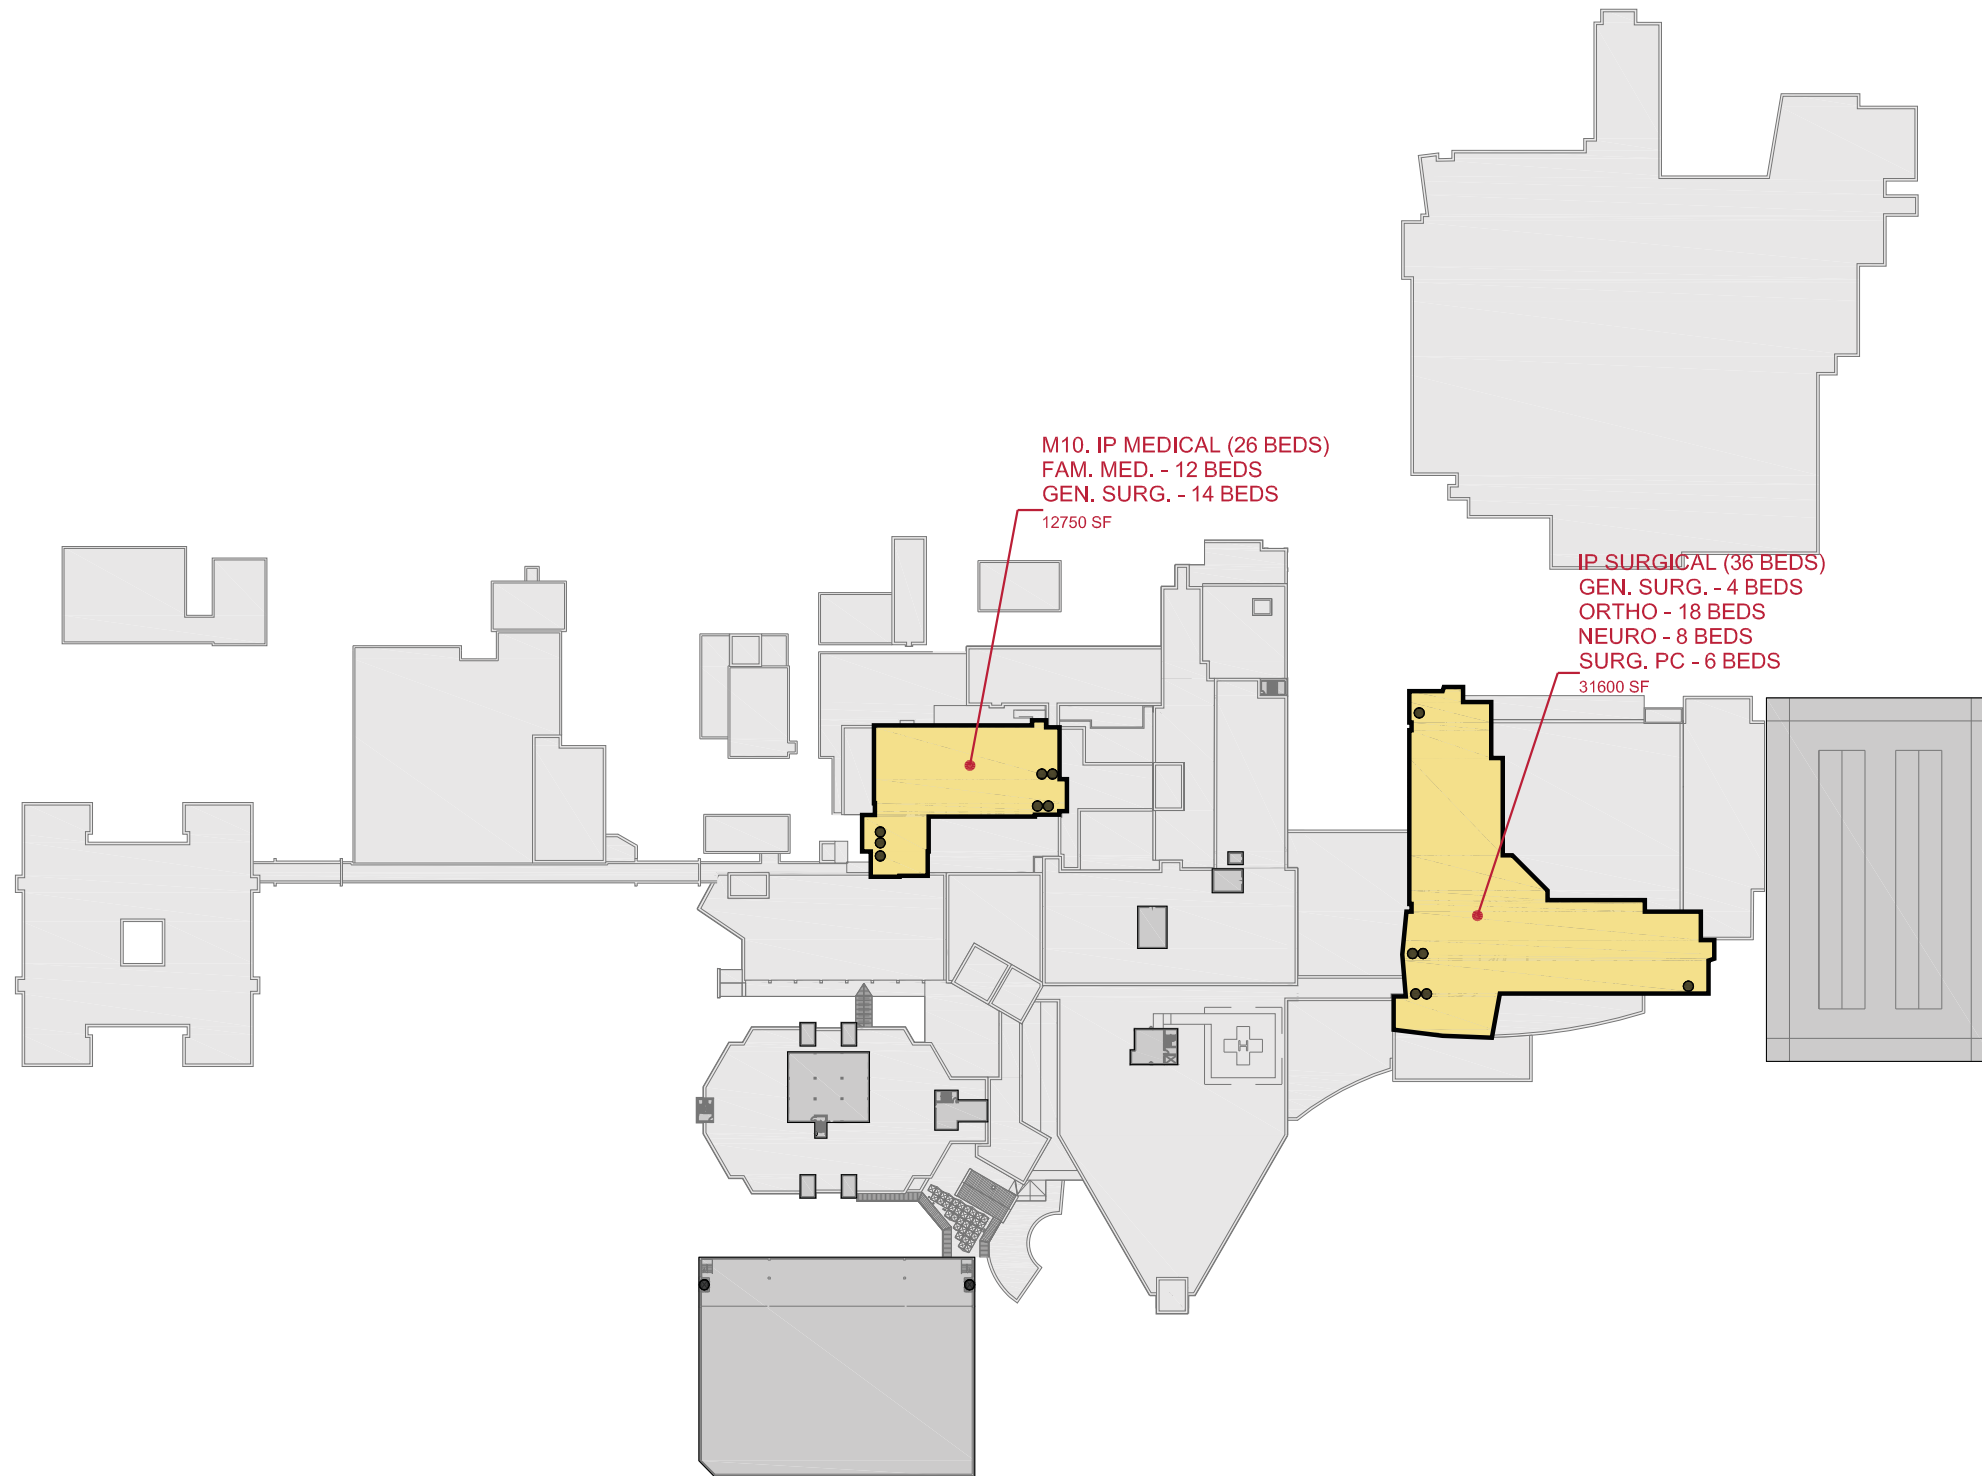 M10. IP MEDICAL (26 BEDS)
FAM. MED. - 12 BEDS
GEN. SURG. - 14 BEDS
12750 SF
IP SURGICAL (36 BEDS)
GEN. SURG. - 4 BEDS
ORTHO - 18 BEDS
NEURO - 8 BEDS
SURG. PC - 6 BEDS
31600 SF
H